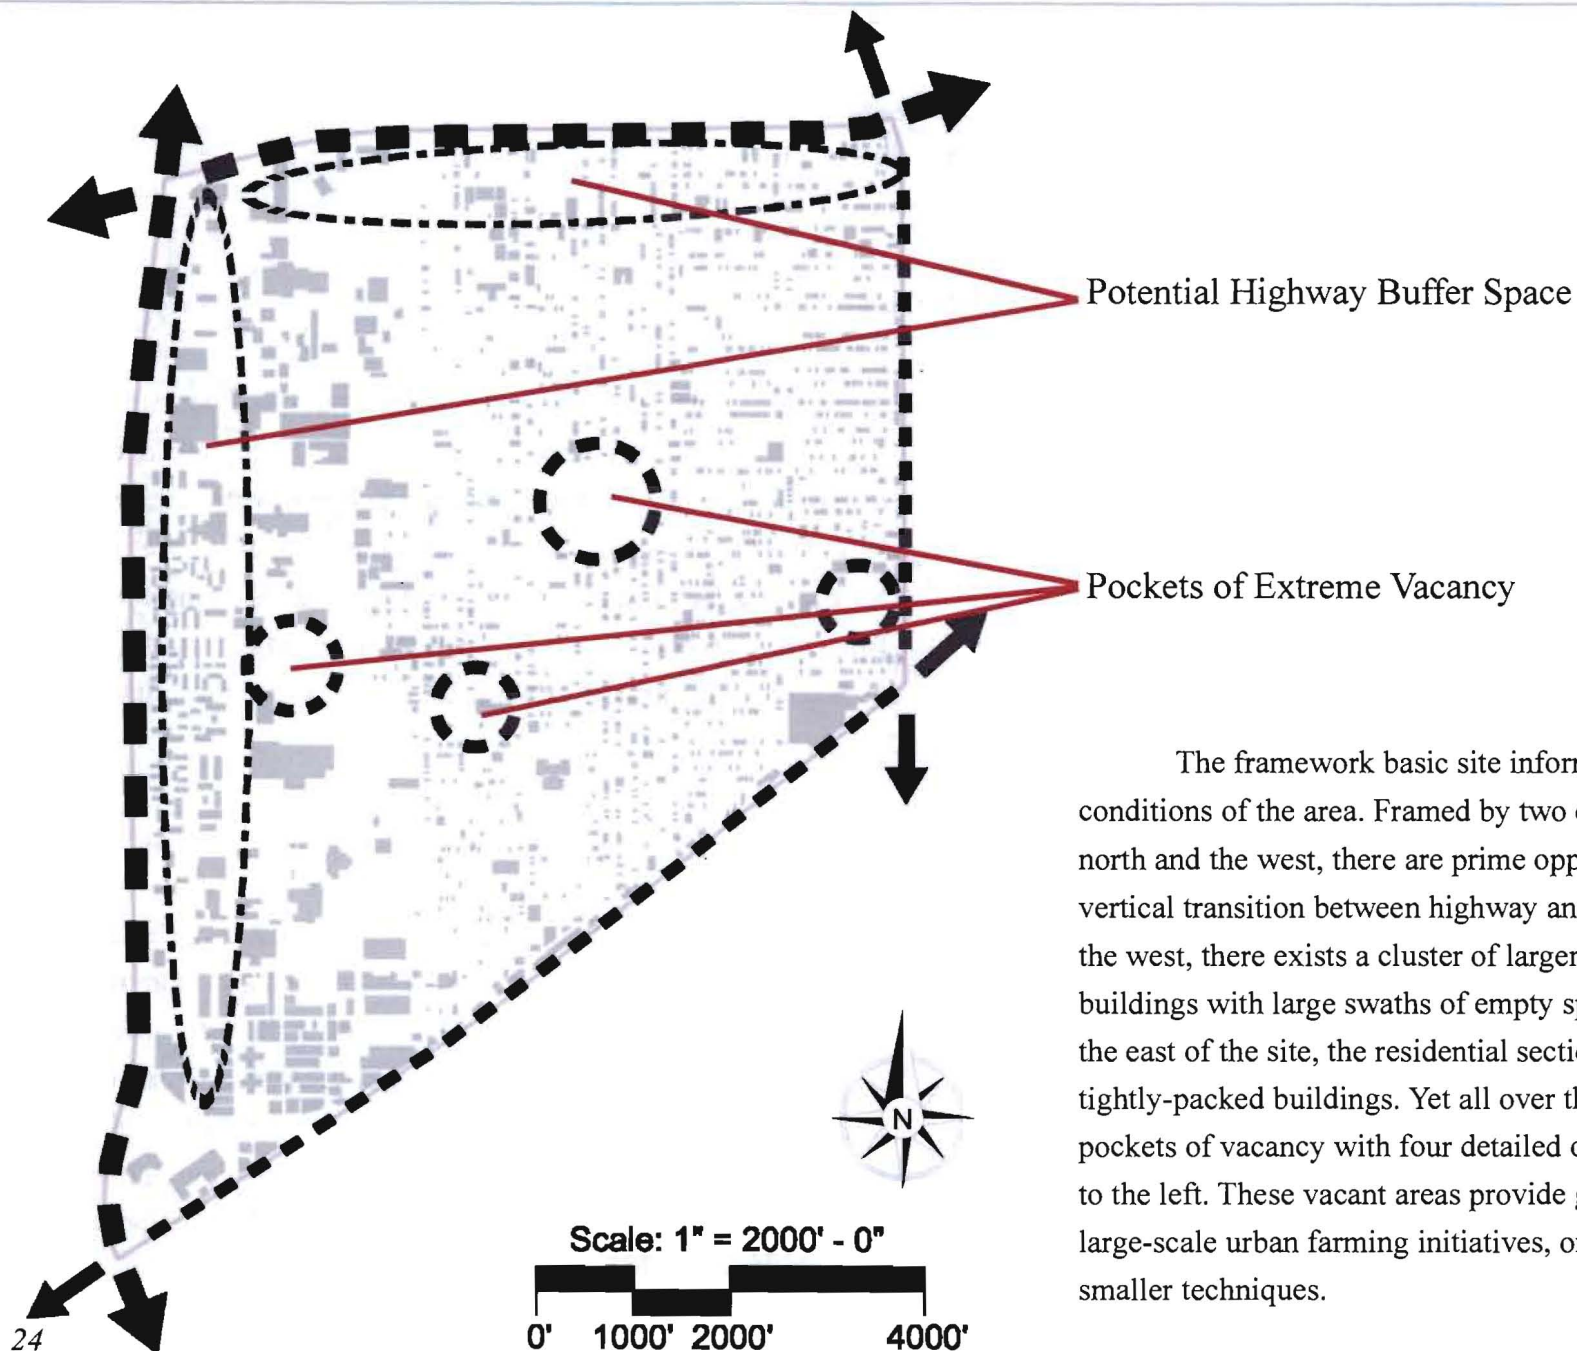 Potential Highway Buffer Space
Pockets of Extreme Vacancy
The framework basic site
conditions of the area. Framed by two
north and the west, there are prime
vertical transition between highway
the west, there exists a cluster of larger
buildings with large swaths of empty
the east of the site, the residential
tightly-packed buildings. Yet all over
pockets of vacancy with four detailed
to the left. These vacant areas provide
large-scale urban farming initiatives,
smaller techniques.
N
Scale: 1" = 2000' - 0"
0' 1000' 2000' 4000'
24